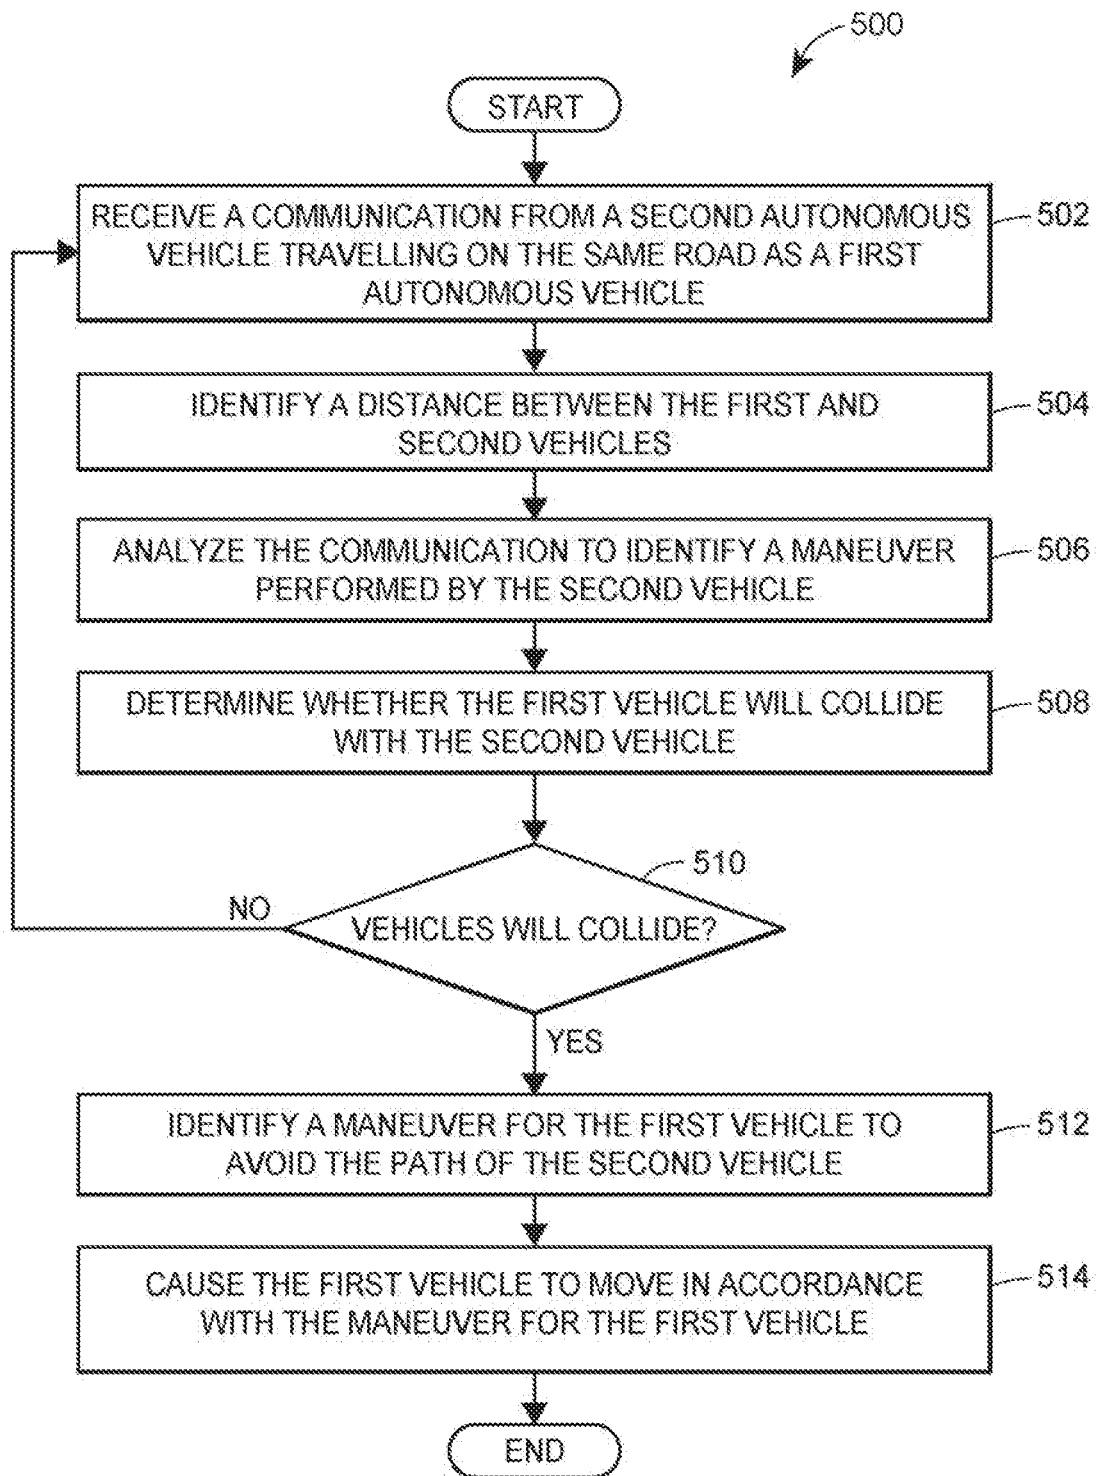 500
START
RECEIVE A COMMUNICATION FROM A SECOND AUTONOMOUS
VEHICLE TRAVELLING ON THE SAME ROAD AS A FIRST
AUTONOMOUS VEHICLE
502
IDENTIFY A DISTANCE BETWEEN THE FIRST AND
SECOND VEHICLES
504
ANALYZE THE COMMUNICATION TO IDENTIFY A MANEUVER
PERFORMED BY THE SECOND VEHICLE
506
DETERMINE WHETHER THE FIRST VEHICLE WILL COLLIDE
WITH THE SECOND VEHICLE
508
510
NO
VEHICLES WILL COLLIDE?
YES
IDENTIFY A MANEUVER FOR THE FIRST VEHICLE TO
AVOID THE PATH OF THE SECOND VEHICLE
512
CAUSE THE FIRST VEHICLE TO MOVE IN ACCORDANCE
WITH THE MANEUVER FOR THE FIRST VEHICLE
514
END